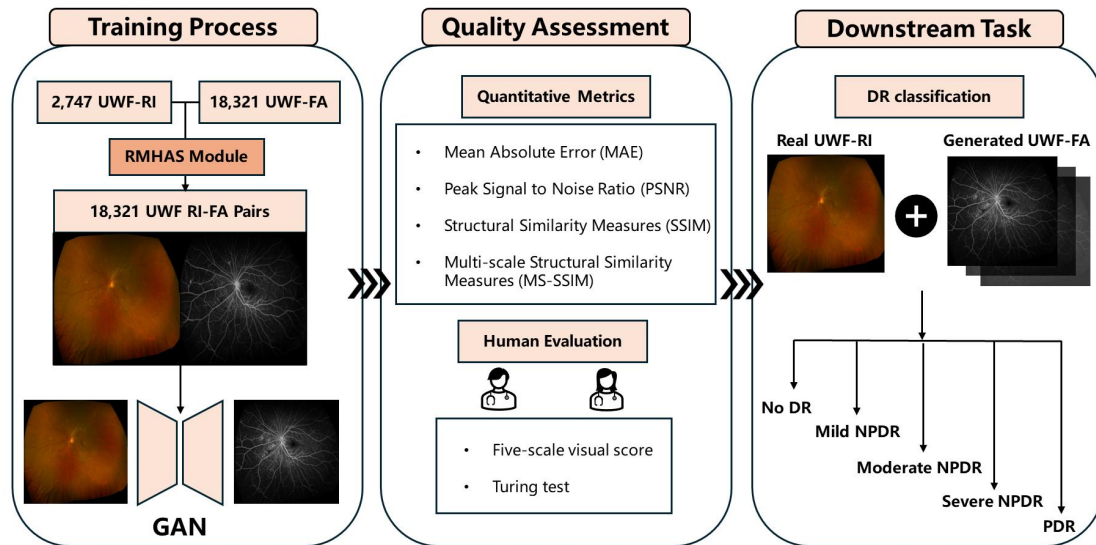 Training Process
2,747 UWF-RI
18,321 UWF-FA
RMHAS Module
18,321 UWF RI-FA Pairs
GAN
Quality Assessment
Quantitative Metrics
• Mean Absolute Error (MAE)
• Peak Signal to Noise Ratio (PSNR)
• Structural Similarity Measures (SSIM)
• Multi-scale Structural Similarity
Measures (MS-SSIM)
Human Evaluation
• Five-scale visual score
• Turing test
Downstream Task
DR classification
Real UWF-RI
Generated UWF-FA
No DR
Mild NPDR
Moderate NPDR
Severe NPDR
PDR